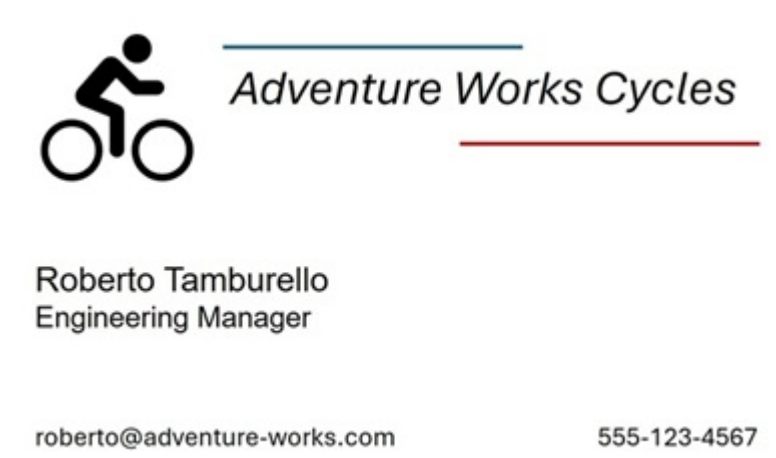 Adventure Works Cycles
Roberto Tamburello
Engineering Manager
roberto@adventure-works.com 555-123-4567